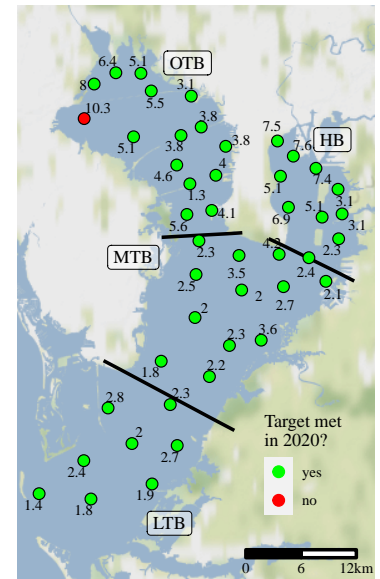 6.4 5.1 OTB
8 5.5 3.1
10.3
3.8
5.1 3.8 3.8 7.5 HB
7.6
4.6 4 5.1 7.4
1.3
5.6 4.1 6.9 5.1 3.1
3.1
MTB 2.3 4.2 2.3
3.5 2.4
2.5 2 2.7 2.1
2
2.3 3.6
1.8 2.2
2.8 2.3
Target met
in 2020?
2 2.7
2.4 yes
1.4 1.8 1.9 no
LTB
0 6 12km